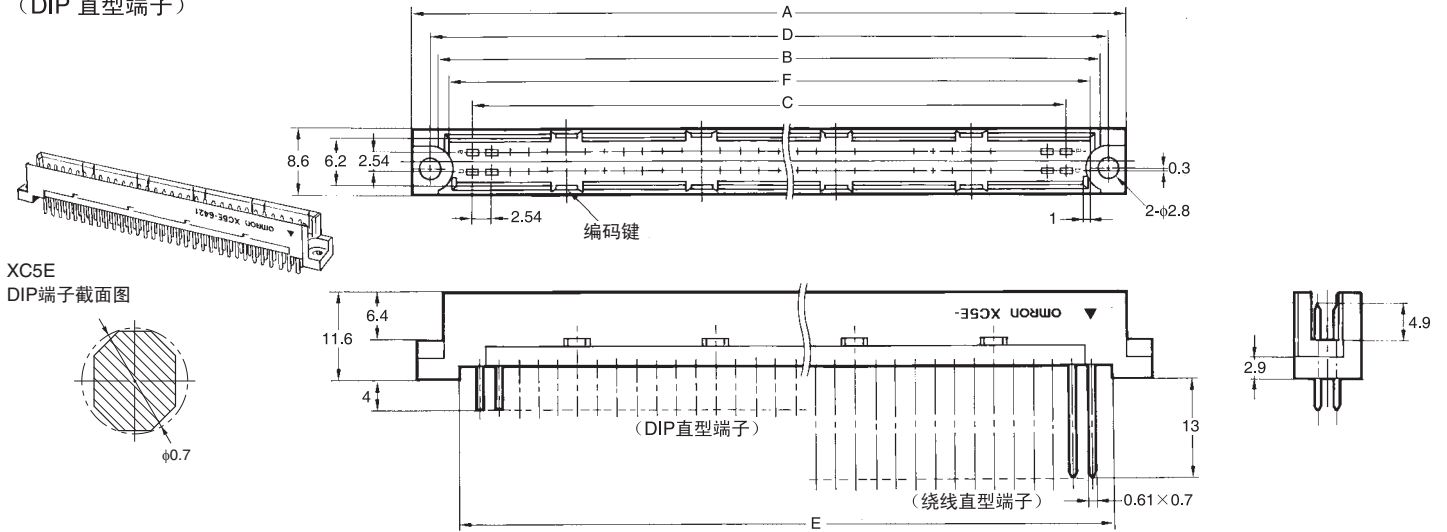 （DIP 直型端子）
A
D
B
F
C
8.6
6.2
2.54
0.3
2.54
编码键
1
2-φ2.8
OMRON XC5E-6421
XC5E
DIP端子截面图
φ0.7
11.6
6.4
4
OMRON XC5E-
（DIP直型端子）
（绕线直型端子）
13
0.61×0.7
E
4.9
2.9